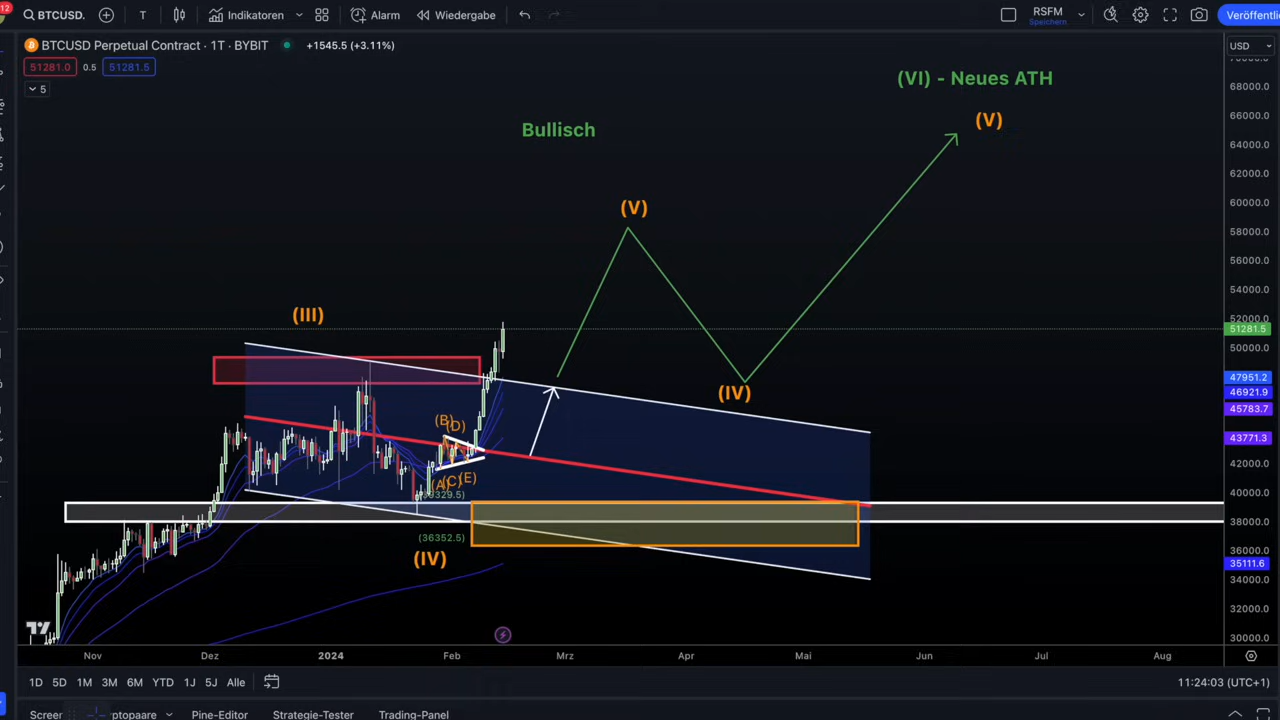 12
BTCUSD.
T
Indikatoren
Alarm
Wiedergabe
RSFM
Speichern
Veröffentli
BTCUSD Perpetual Contract · 1T · BYBIT
+1545.5 (+3.11%)
51281.0
0.5
51281.5
5
USD
(VI) - Neues ATH
(V)
Bullisch
(V)
(III)
(IV)
(B)
(D)
(A)
(C)
(E)
(36352.5)
(IV)
68000.0
66000.0
64000.0
62000.0
60000.0
58000.0
56000.0
54000.0
52000.0
51281.5
50000.0
47951.2
46921.9
45783.7
43771.3
42000.0
40000.0
38000.0
36000.0
35111.6
34000.0
32000.0
30000.0
Nov
Dez
2024
Feb
Mrz
Apr
Mai
Jun
Jul
Aug
1D 5D 1M 3M 6M YTD 1J 5J Alle
11:24:03 (UTC+1)
Screer
ptopaare
Pine-Editor
Strategie-Tester
Trading-Panel